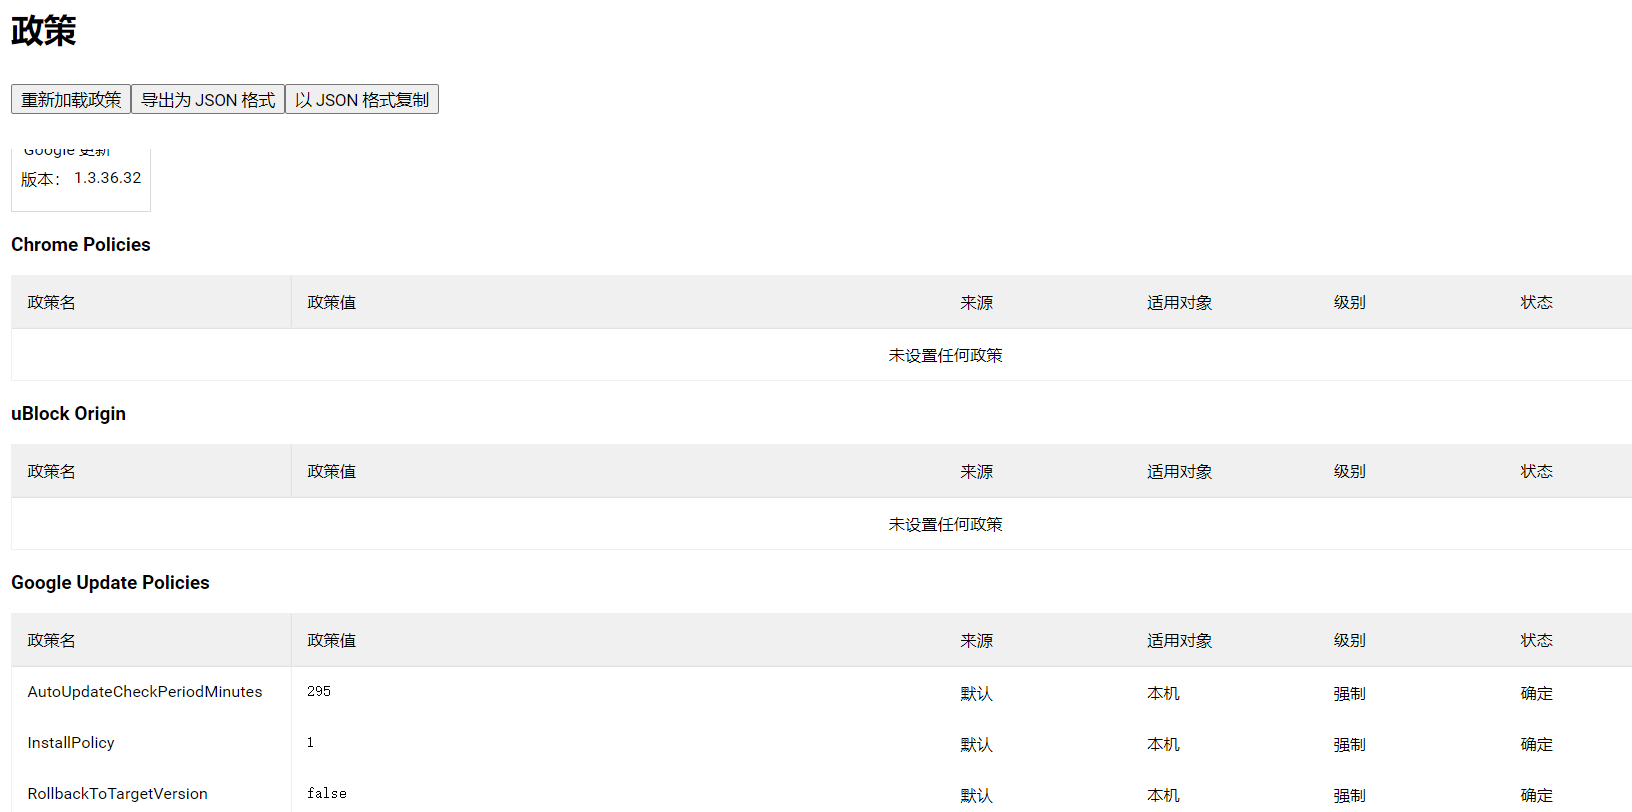 政策
重新加载政策 导出为 JSON 格式 以 JSON 格式复制
Google 更新
版本： 1.3.36.32
Chrome Policies
政策名 政策值 来源 适用对象 级别 状态
未设置任何政策
uBlock Origin
政策名 政策值 来源 适用对象 级别 状态
未设置任何政策
Google Update Policies
政策名 政策值 来源 适用对象 级别 状态
AutoUpdateCheckPeriodMinutes 295 默认 本机 强制 确定
InstallPolicy 1 默认 本机 强制 确定
RollbackToTargetVersion false 默认 本机 强制 确定